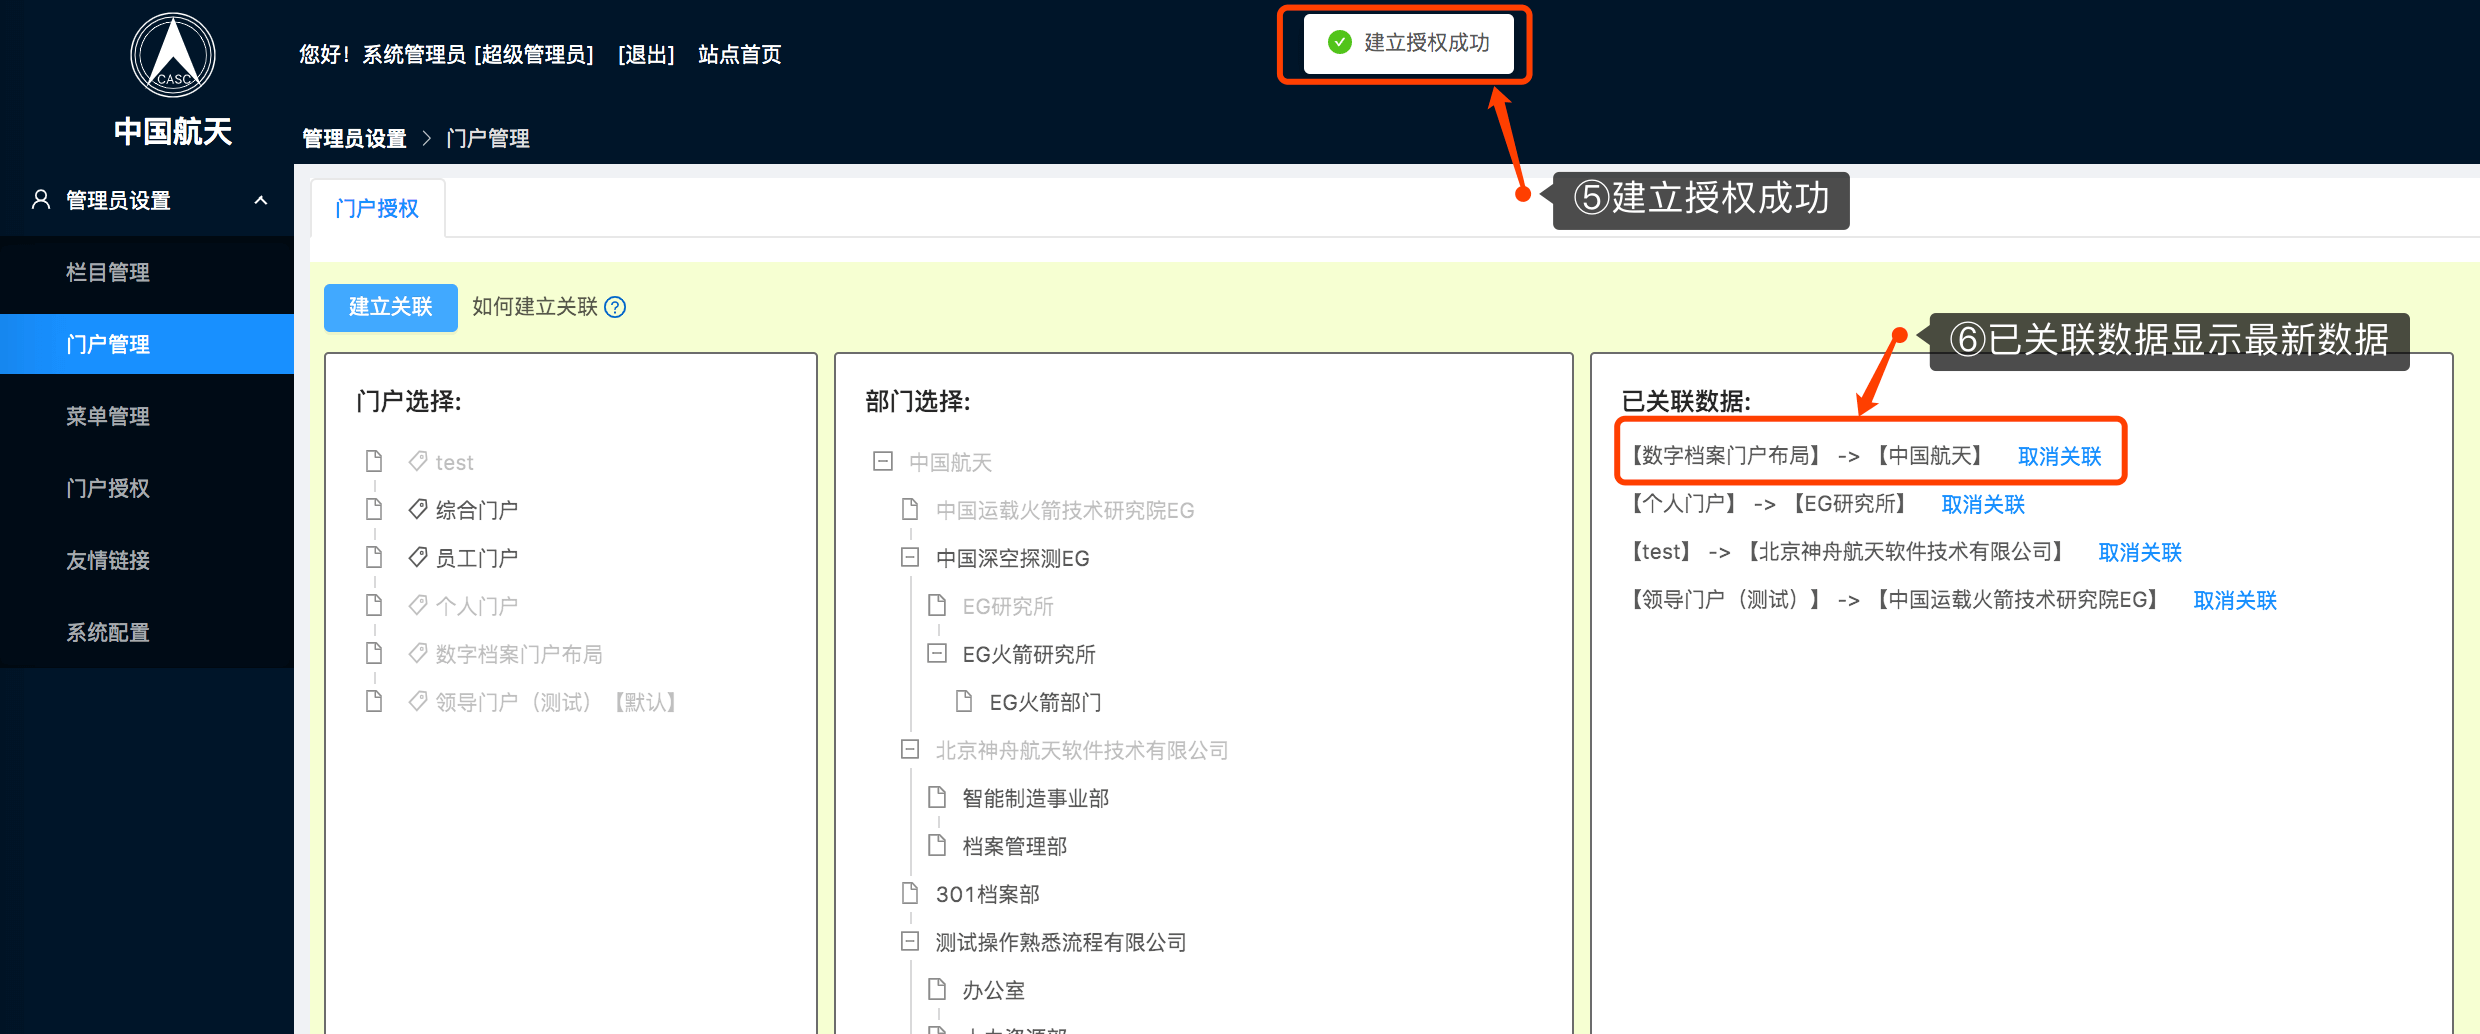 CASC
中国航天
您好！系统管理员 [超级管理员] [退出] 站点首页
建立授权成功
管理员设置 > 门户管理
⑤建立授权成功
管理员设置
栏目管理
门户管理
菜单管理
门户授权
友情链接
系统配置
门户授权
建立关联 如何建立关联 ?
⑥已关联数据显示最新数据
门户选择:
test
综合门户
员工门户
个人门户
数字档案门户布局
领导门户（测试）【默认】
部门选择:
中国航天
中国运载火箭技术研究院EG
中国深空探测EG
EG研究所
EG火箭研究所
EG火箭部门
北京神舟航天软件技术有限公司
智能制造事业部
档案管理部
301档案部
测试操作熟悉流程有限公司
办公室
已关联数据:
【数字档案门户布局】 -> 【中国航天】 取消关联
【个人门户】 -> 【EG研究所】 取消关联
【test】 -> 【北京神舟航天软件技术有限公司】 取消关联
【领导门户（测试）】 -> 【中国运载火箭技术研究院EG】 取消关联